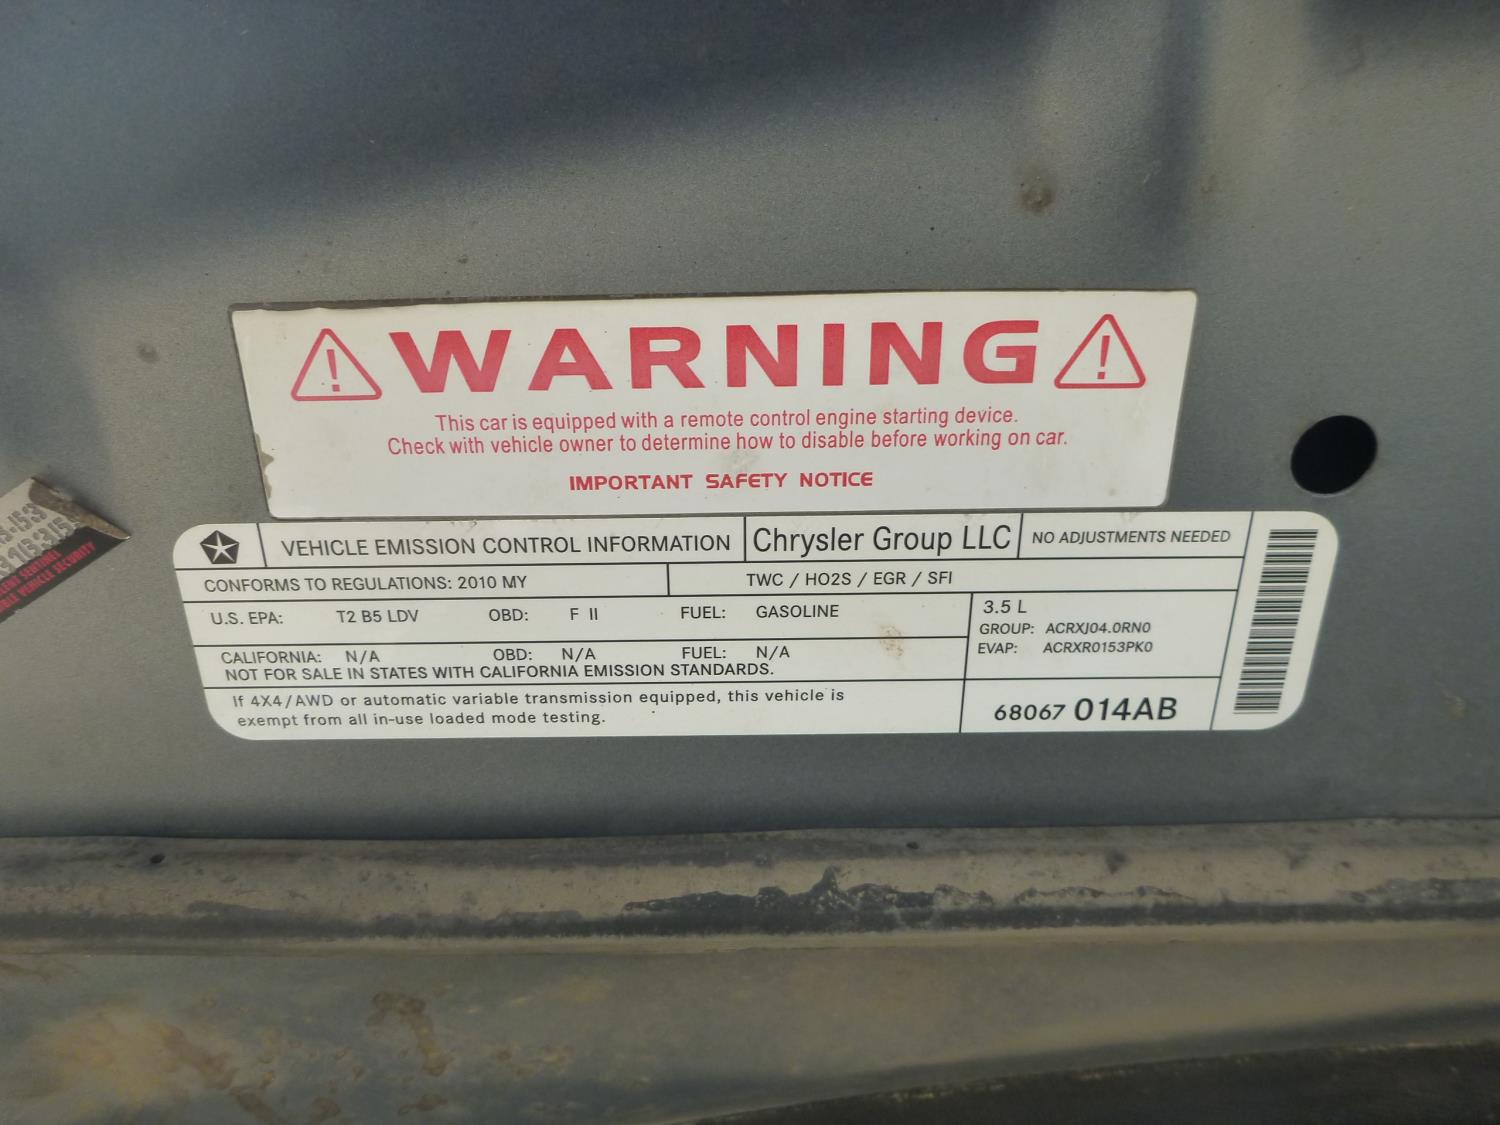 WARNING
This car is equipped with a remote control engine starting device.
Check with vehicle owner to determine how to disable before working on car.
IMPORTANT SAFETY NOTICE
VEHICLE EMISSION CONTROL INFORMATION Chrysler Group LLC NO ADJUSTMENTS NEEDED
CONFORMS TO REGULATIONS: 2010 MY TWC / HO2S / EGR / SFI
U.S. EPA: T2 B5 LDV OBD: F II FUEL: GASOLINE
3.5 L
GROUP: ACRXJ04.0RN0
EVAP: ACRXR0153PK0
CALIFORNIA: N/A OBD: N/A FUEL: N/A
NOT FOR SALE IN STATES WITH CALIFORNIA EMISSION STANDARDS.
If 4X4/AWD or automatic variable transmission equipped, this vehicle is
exempt from all in-use loaded mode testing.
68067 014AB
SENTINEL
VEHICLE SECURITY